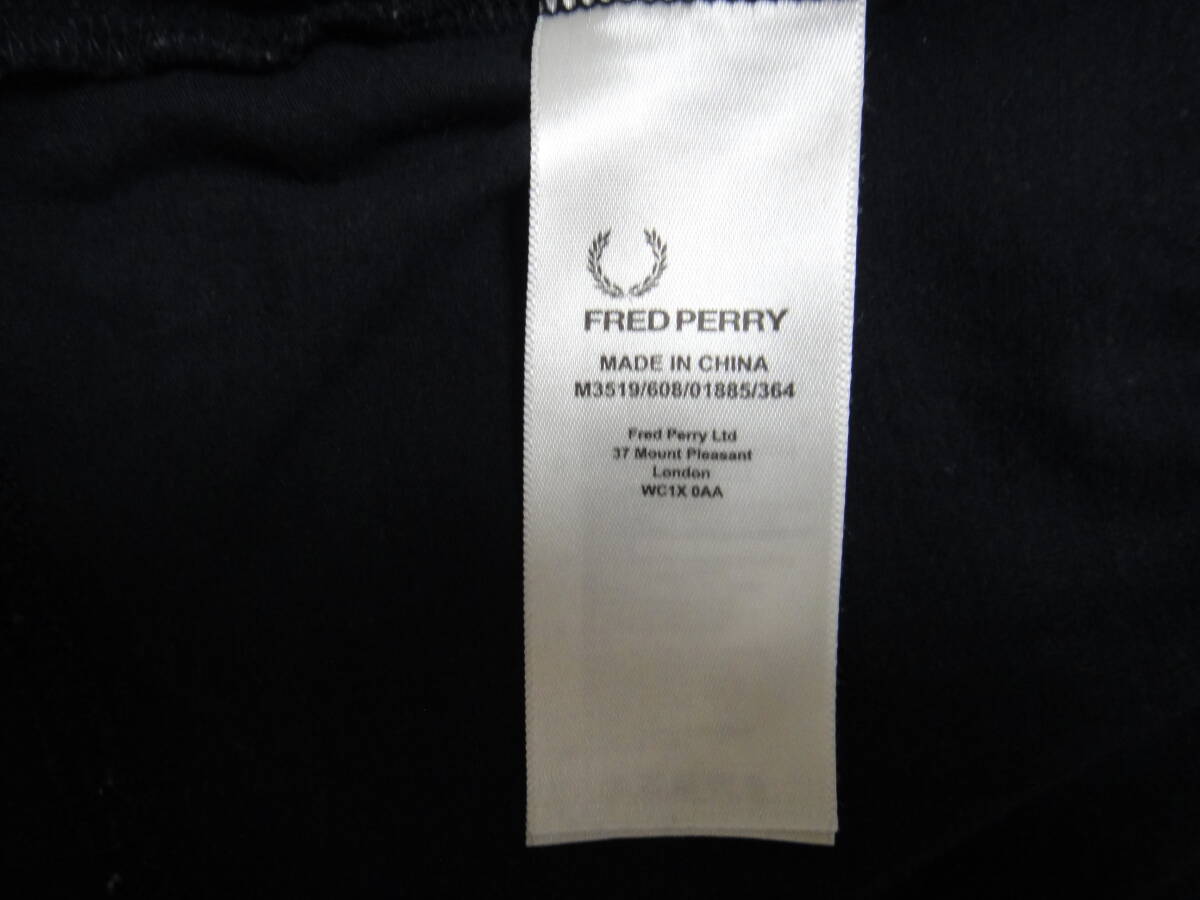 FRED PERRY
MADE IN CHINA
M3519/608/01885/364
Fred Perry Ltd
37 Mount Pleasant
London
WC1X 0AA